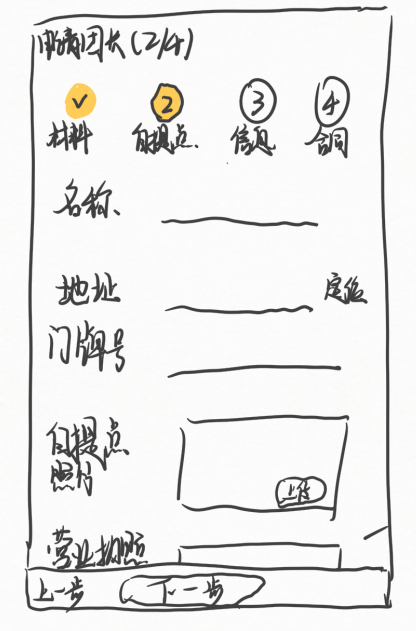 申请团长(2/4)
✓ 2 3 4
材料 自提点 信息 合同
名称
地址 定位
门牌号
自提点
照片
上传
营业执照
上一步 下一步